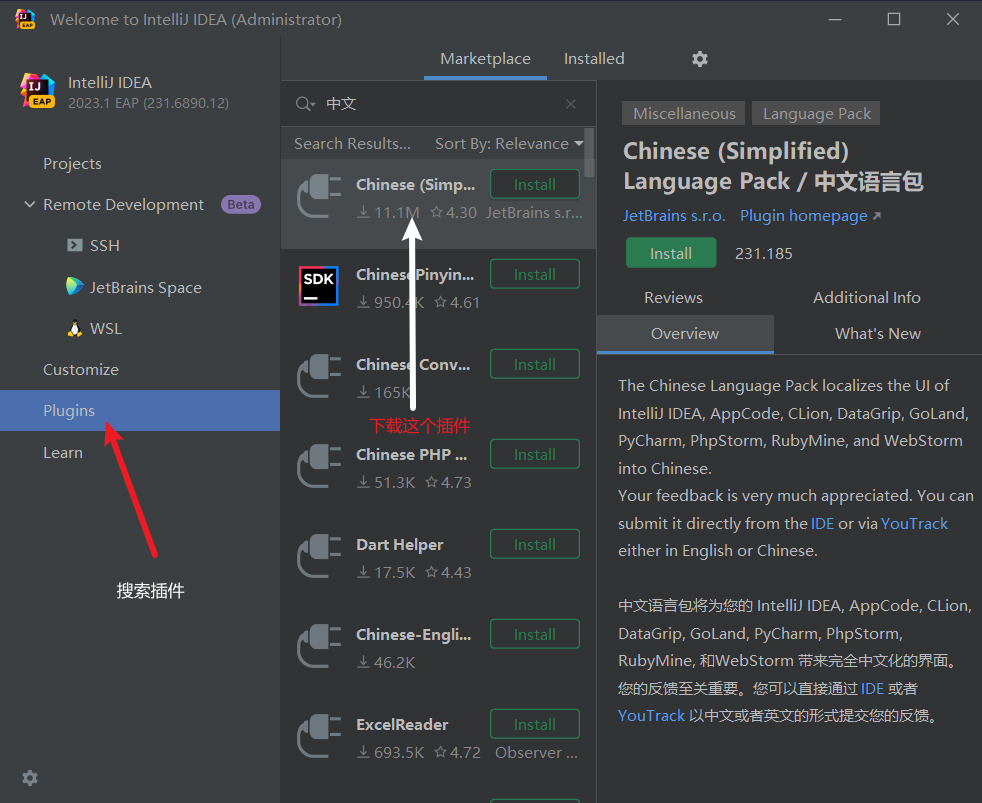 Welcome to IntelliJ IDEA (Administrator)
IntelliJ IDEA
2023.1 EAP (231.6890.12)
Projects
Remote Development Beta
SSH
JetBrains Space
WSL
Customize
Plugins
Learn
搜索插件
Marketplace Installed
中文
Search Results... Sort By: Relevance
Chinese (Simp... Install
11.1M 4.30 JetBrains s.r...
SDK
Chinese Pinyin... Install
950.4K 4.61
Chinese Conv... Install
165K
下载这个插件
Chinese PHP ... Install
51.3K 4.73
Dart Helper Install
17.5K 4.43
Chinese-Engli... Install
46.2K
ExcelReader Install
693.5K 4.72 Observer ...
Miscellaneous Language Pack
Chinese (Simplified)
Language Pack / 中文语言包
JetBrains s.r.o. Plugin homepage
Install 231.185
Reviews Additional Info
Overview What's New
The Chinese Language Pack localizes the UI of
IntelliJ IDEA, AppCode, CLion, DataGrip, GoLand,
PyCharm, PhpStorm, RubyMine, and WebStorm
into Chinese.
Your feedback is very much appreciated. You can
submit it directly from the IDE or via YouTrack
either in English or Chinese.
中文语言包将为您的 IntelliJ IDEA, AppCode, CLion,
DataGrip, GoLand, PyCharm, PhpStorm,
RubyMine, 和WebStorm 带来完全中文化的界面。
您的反馈至关重要。您可以直接通过 IDE 或者
YouTrack 以中文或者英文的形式提交您的反馈。